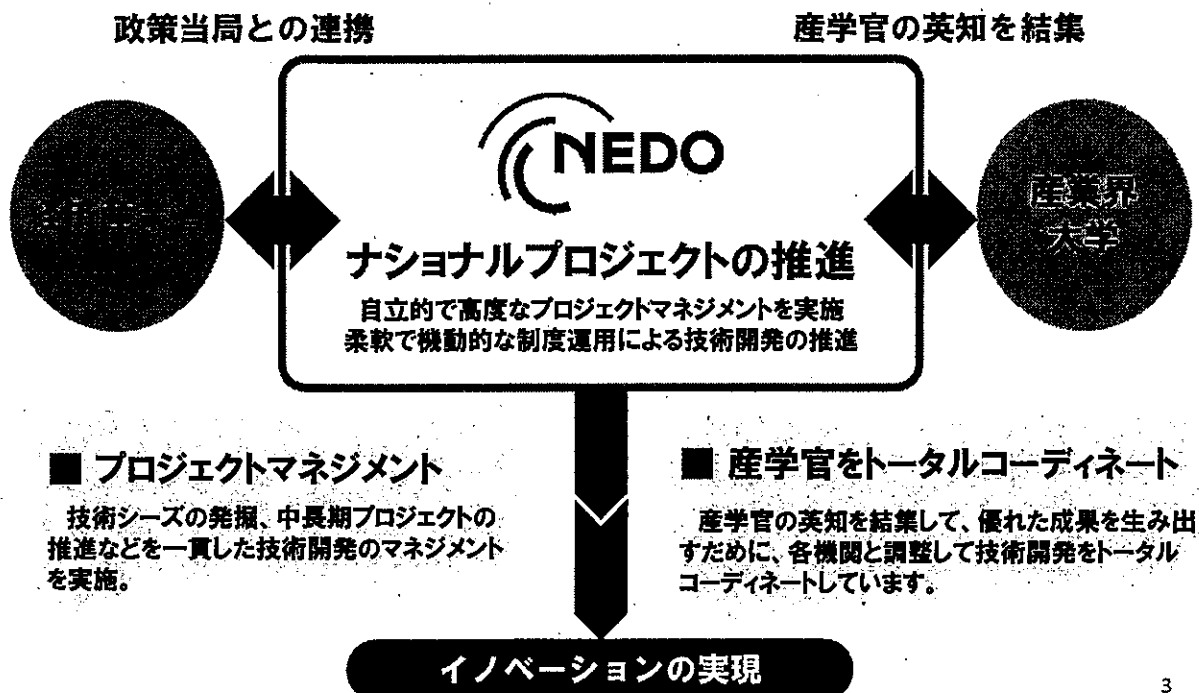 政策当局との連携
産学官の英知を結集
NEDO
産業界
大学
ナショナルプロジェクトの推進
自立的で高度なプロジェクトマネジメントを実施
柔軟で機動的な制度運用による技術開発の推進
■ プロジェクトマネジメント
技術シーズの発掘、中長期プロジェクトの
推進などを一貫した技術開発のマネジメント
を実施。
■ 産学官をトータルコーディネート
産学官の英知を結集して、優れた成果を生み出
すだめに、各機関と調整して技術開発をトータル
コーディネートしています。
イノベーションの実現
3